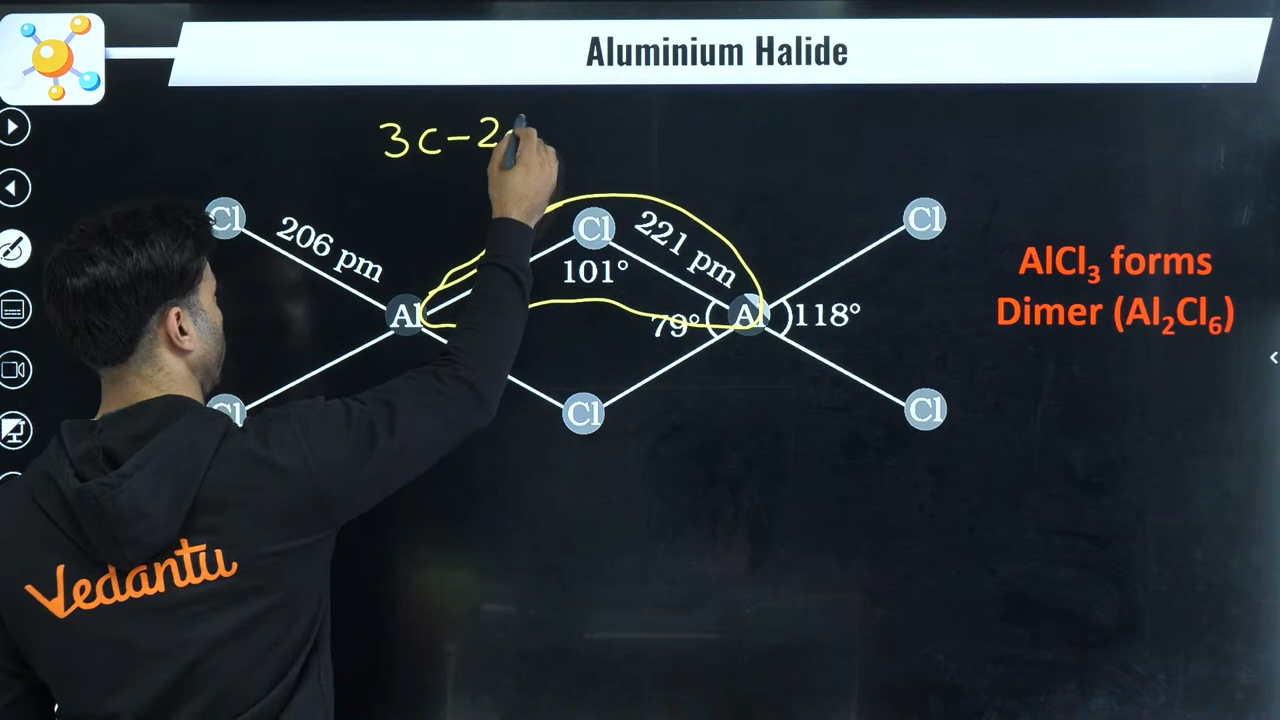 Aluminium Halide
3c-2
Cl
206 pm
Cl
221 pm
Cl
101°
Al
79°
Al
118°
Cl
Cl
Cl
AlCl₃ forms
Dimer (Al₂Cl₆)
Vedantu